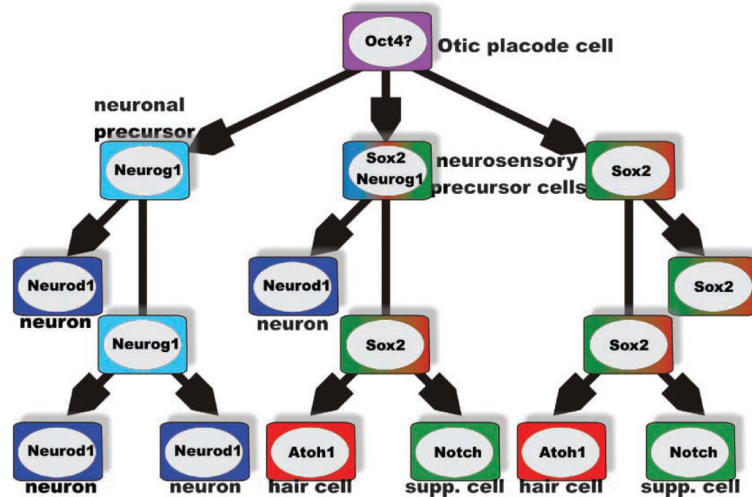 Oct4?
Otic placode cell
neuronal
precursor
Neurog1
Sox2
Neurog1
neurosensory
precursor cells
Sox2
Neurod1
neuron
Neurod1
neuron
Sox2
Neurog1
Sox2
Sox2
Neurod1
neuron
Neurod1
neuron
Atoh1
hair cell
Notch
supp. cell
Atoh1
hair cell
Notch
supp. cell